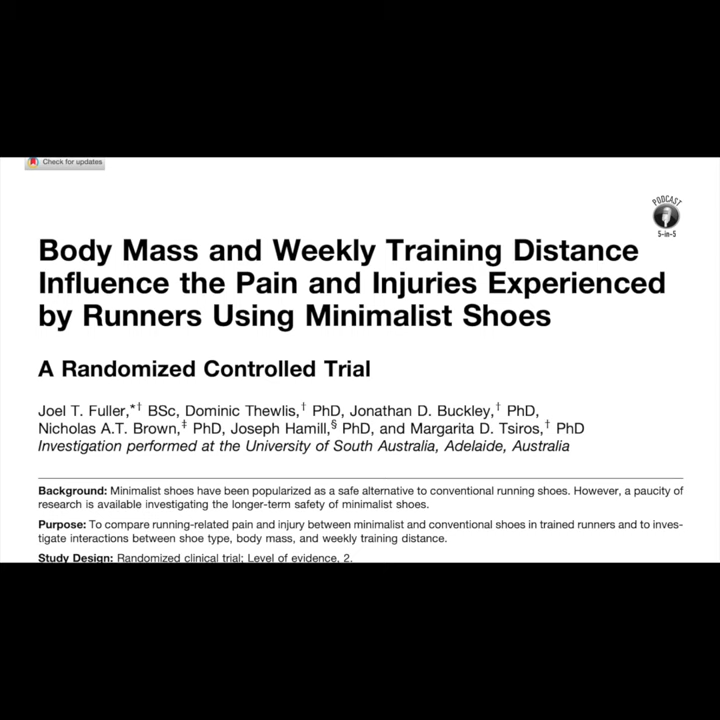 Check for updates
PODCAST
5-in-5
Body Mass and Weekly Training Distance
Influence the Pain and Injuries Experienced
by Runners Using Minimalist Shoes
A Randomized Controlled Trial
Joel T. Fuller,*† BSc, Dominic Thewlis,† PhD, Jonathan D. Buckley,† PhD,
Nicholas A.T. Brown,‡ PhD, Joseph Hamill,§ PhD, and Margarita D. Tsiros,† PhD
Investigation performed at the University of South Australia, Adelaide, Australia
Background: Minimalist shoes have been popularized as a safe alternative to conventional running shoes. However, a paucity of
research is available investigating the longer-term safety of minimalist shoes.
Purpose: To compare running-related pain and injury between minimalist and conventional shoes in trained runners and to inves-
tigate interactions between shoe type, body mass, and weekly training distance.
Study Design: Randomized clinical trial; Level of evidence, 2.